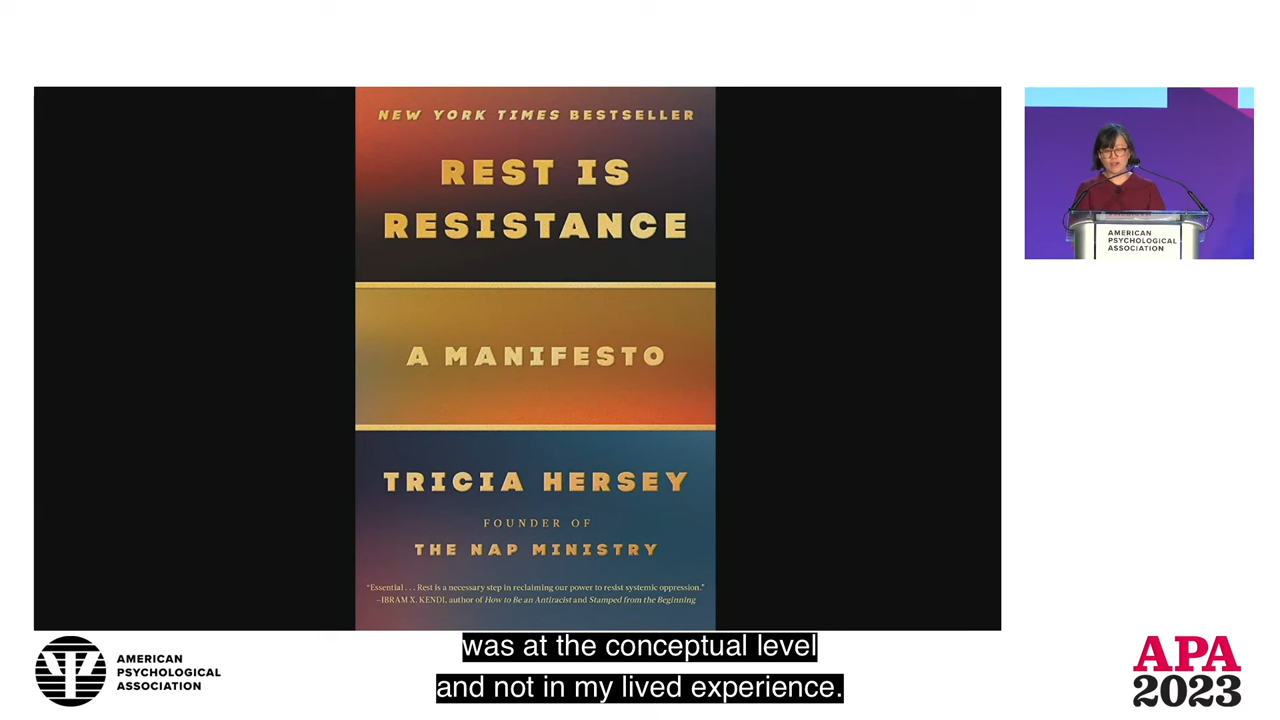 NEW YORK TIMES BESTSELLER
REST IS
RESISTANCE
A MANIFESTO
TRICIA HERSEY
FOUNDER OF
THE NAP MINISTRY
“Essential . . . Rest is a necessary step in reclaiming our power to resist systemic oppression.”
–IBRAM X. KENDI, author of How to Be an Antiracist and Stamped from the Beginning
AMERICAN
PSYCHOLOGICAL
ASSOCIATION
was at the conceptual level
and not in my lived experience.
AMERICAN
PSYCHOLOGICAL
ASSOCIATION
APA
2023